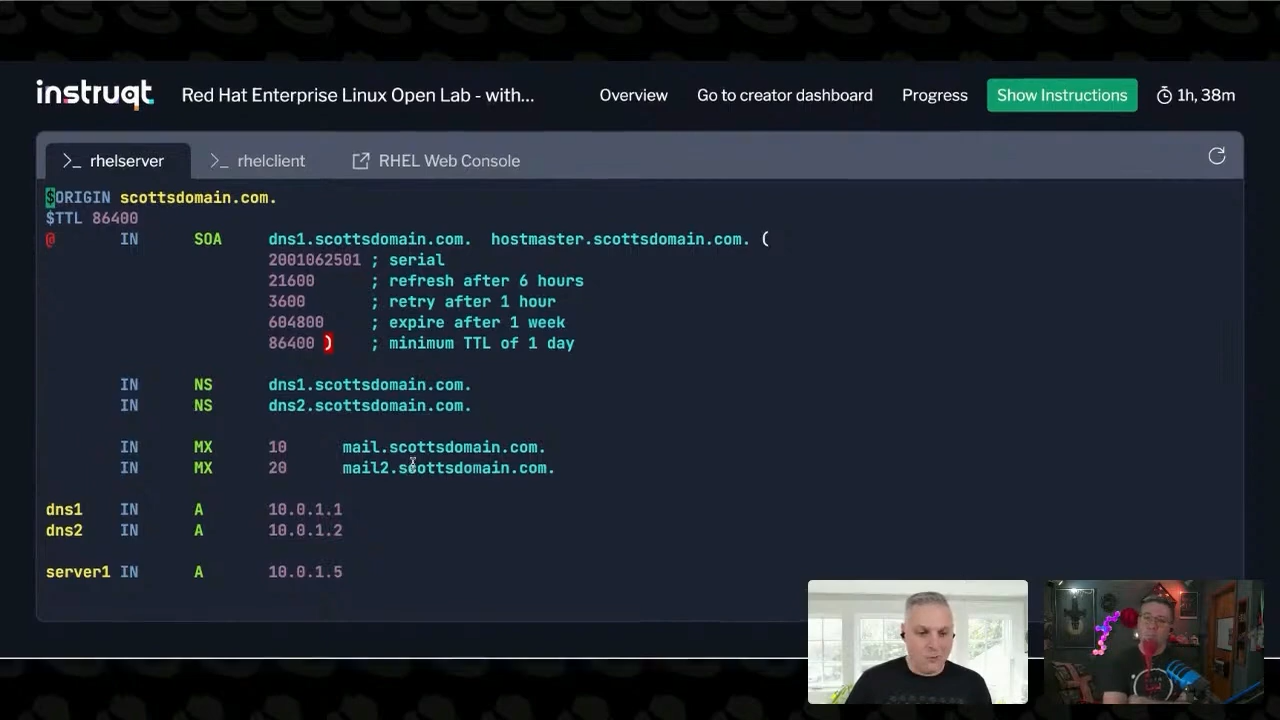 instruqt Red Hat Enterprise Linux Open Lab - with... Overview Go to creator dashboard Progress Show Instructions 1h, 38m
>_ rhelserver >_ rhelclient RHEL Web Console
$ORIGIN scottsdomain.com.
$TTL 86400
@ IN SOA dns1.scottsdomain.com. hostmaster.scottsdomain.com. (
2001062501 ; serial
21600 ; refresh after 6 hours
3600 ; retry after 1 hour
604800 ; expire after 1 week
86400 ) ; minimum TTL of 1 day
IN NS dns1.scottsdomain.com.
IN NS dns2.scottsdomain.com.
IN MX 10 mail.scottsdomain.com.
IN MX 20 mail2.scottsdomain.com.
dns1 IN A 10.0.1.1
dns2 IN A 10.0.1.2
server1 IN A 10.0.1.5